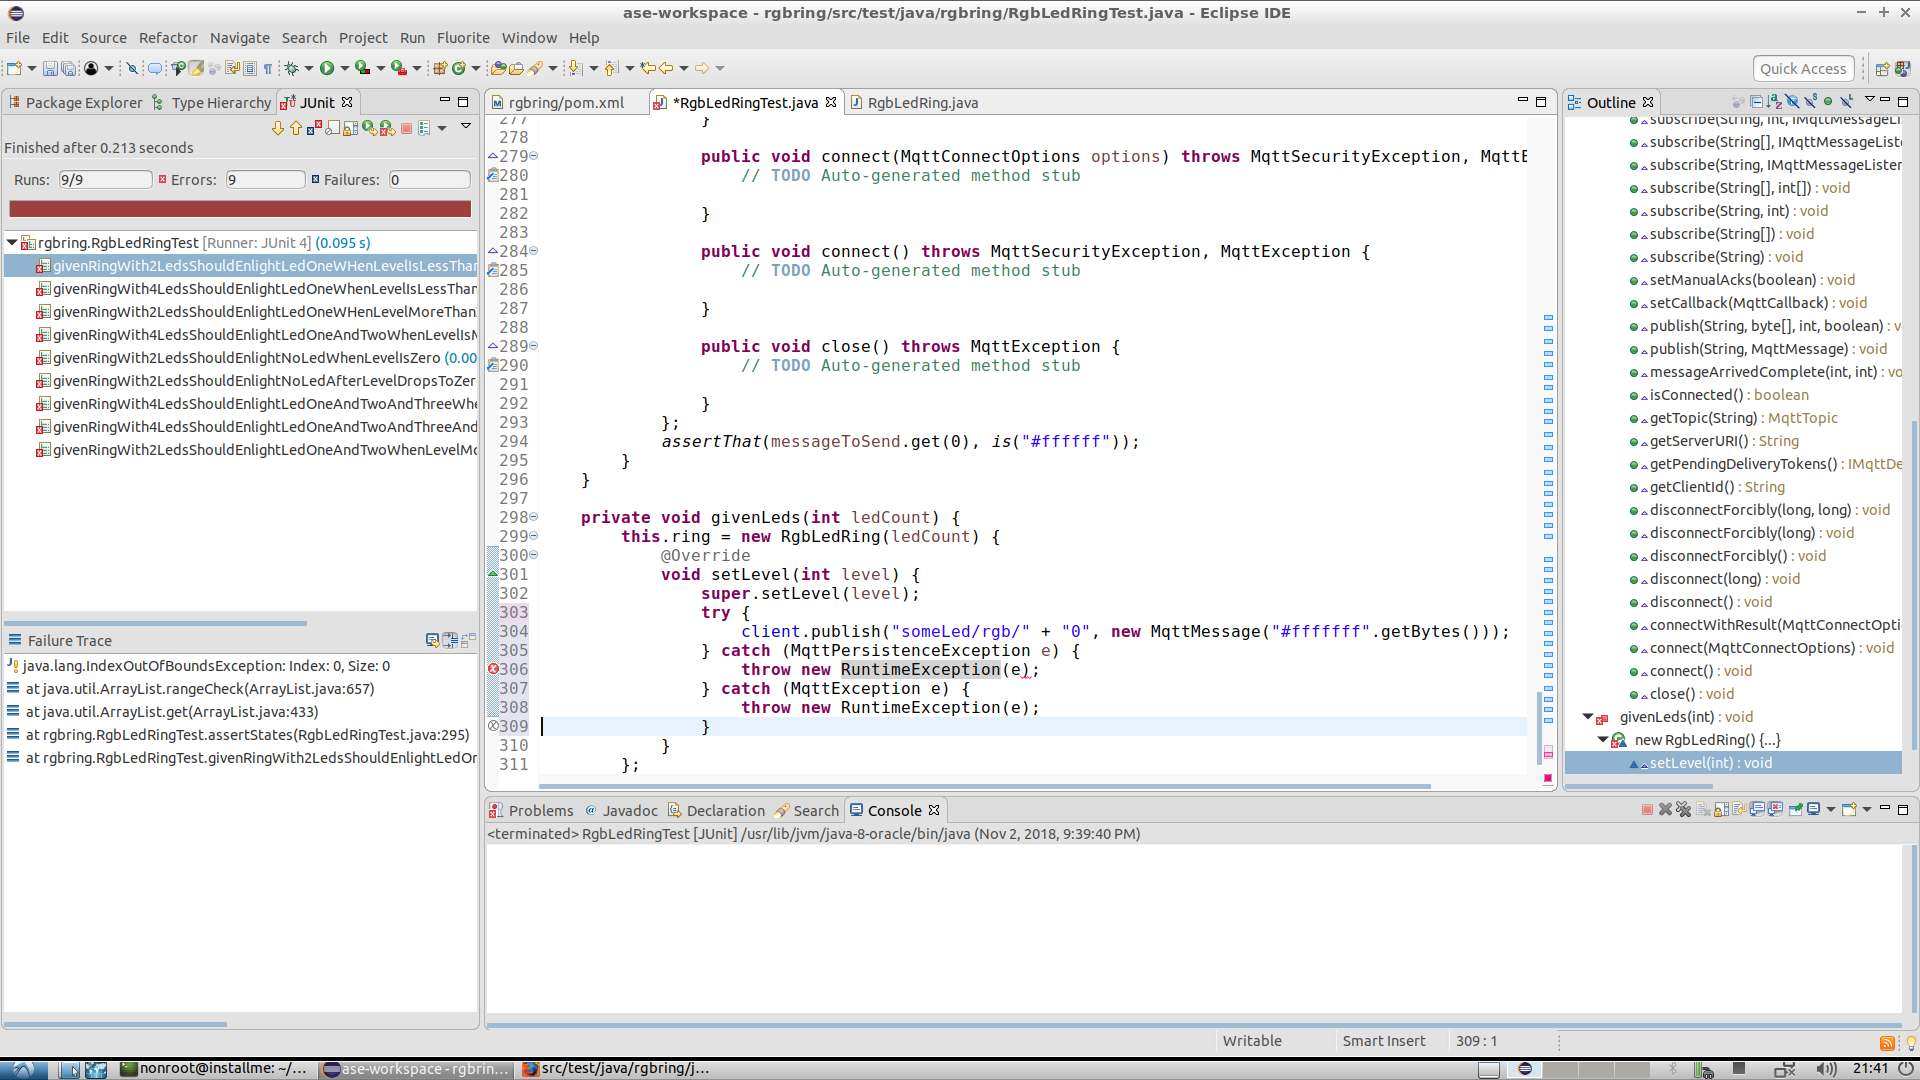 ase-workspace - rgbring/src/test/java/rgbring/RgbLedRingTest.java - Eclipse IDE
File Edit Source Refactor Navigate Search Project Run Fluorite Window Help
Quick Access
Package Explorer Type Hierarchy JUnit
Finished after 0.213 seconds
Runs: 9/9 Errors: 9 Failures: 0
rgbring.RgbLedRingTest [Runner: JUnit 4] (0.095 s)
givenRingWith2LedsShouldEnlightLedOneWHenLevelIsLessThan
givenRingWith4LedsShouldEnlightLedOneWhenLevelIsLessThan
givenRingWith2LedsShouldEnlightLedOneWHenLevelMoreThan
givenRingWith4LedsShouldEnlightLedOneAndTwoWhenLevelIsM
givenRingWith2LedsShouldEnlightNoLedWhenLevelIsZero (0.00
givenRingWith2LedsShouldEnlightNoLedAfterLevelDropsToZer
givenRingWith4LedsShouldEnlightLedOneAndTwoAndThreeWhe
givenRingWith4LedsShouldEnlightLedOneAndTwoAndThreeAnd
givenRingWith2LedsShouldEnlightLedOneAndTwoWhenLevelMo
Failure Trace
java.lang.IndexOutOfBoundsException: Index: 0, Size: 0
at java.util.ArrayList.rangeCheck(ArrayList.java:657)
at java.util.ArrayList.get(ArrayList.java:433)
at rgbring.RgbLedRingTest.assertStates(RgbLedRingTest.java:295)
at rgbring.RgbLedRingTest.givenRingWith2LedsShouldEnlightLedOn
rgbring/pom.xml *RgbLedRingTest.java RgbLedRing.java
277 }
278
279 public void connect(MqttConnectOptions options) throws MqttSecurityException, MqttE
280 // TODO Auto-generated method stub
281
282 }
283
284 public void connect() throws MqttSecurityException, MqttException {
285 // TODO Auto-generated method stub
286
287 }
288
289 public void close() throws MqttException {
290 // TODO Auto-generated method stub
291
292 }
293 };
294 assertThat(messageToSend.get(0), is("#ffffff"));
295 }
296 }
297
298 private void givenLeds(int ledCount) {
299 this.ring = new RgbLedRing(ledCount) {
300 @Override
301 void setLevel(int level) {
302 super.setLevel(level);
303 try {
304 client.publish("someLed/rgb/" + "0", new MqttMessage("#fffffff".getBytes()));
305 } catch (MqttPersistenceException e) {
306 throw new RuntimeException(e);
307 } catch (MqttException e) {
308 throw new RuntimeException(e);
309 }
310 }
311 };
Outline
subscribe(String, int, IMqttMessageLi
subscribe(String[], IMqttMessageListe
subscribe(String, IMqttMessageListener
subscribe(String[], int[]) : void
subscribe(String, int) : void
subscribe(String[]) : void
subscribe(String) : void
setManualAcks(boolean) : void
setCallback(MqttCallback) : void
publish(String, byte[], int, boolean) : v
publish(String, MqttMessage) : void
messageArrivedComplete(int, int) : vo
isConnected() : boolean
getTopic(String) : MqttTopic
getServerURI() : String
getPendingDeliveryTokens() : IMqttDe
getClientId() : String
disconnectForcibly(long, long) : void
disconnectForcibly(long) : void
disconnectForcibly() : void
disconnect(long) : void
disconnect() : void
connectWithResult(MqttConnectOpti
connect(MqttConnectOptions) : void
connect() : void
close() : void
givenLeds(int) : void
new RgbLedRing() {...}
setLevel(int) : void
Problems Javadoc Declaration Search Console
<terminated> RgbLedRingTest [JUnit] /usr/lib/jvm/java-8-oracle/bin/java (Nov 2, 2018, 9:39:40 PM)
Writable Smart Insert 309 : 1
nonroot@installme: ~/... ase-workspace - rgbrin... src/test/java/rgbring/j... 21:41